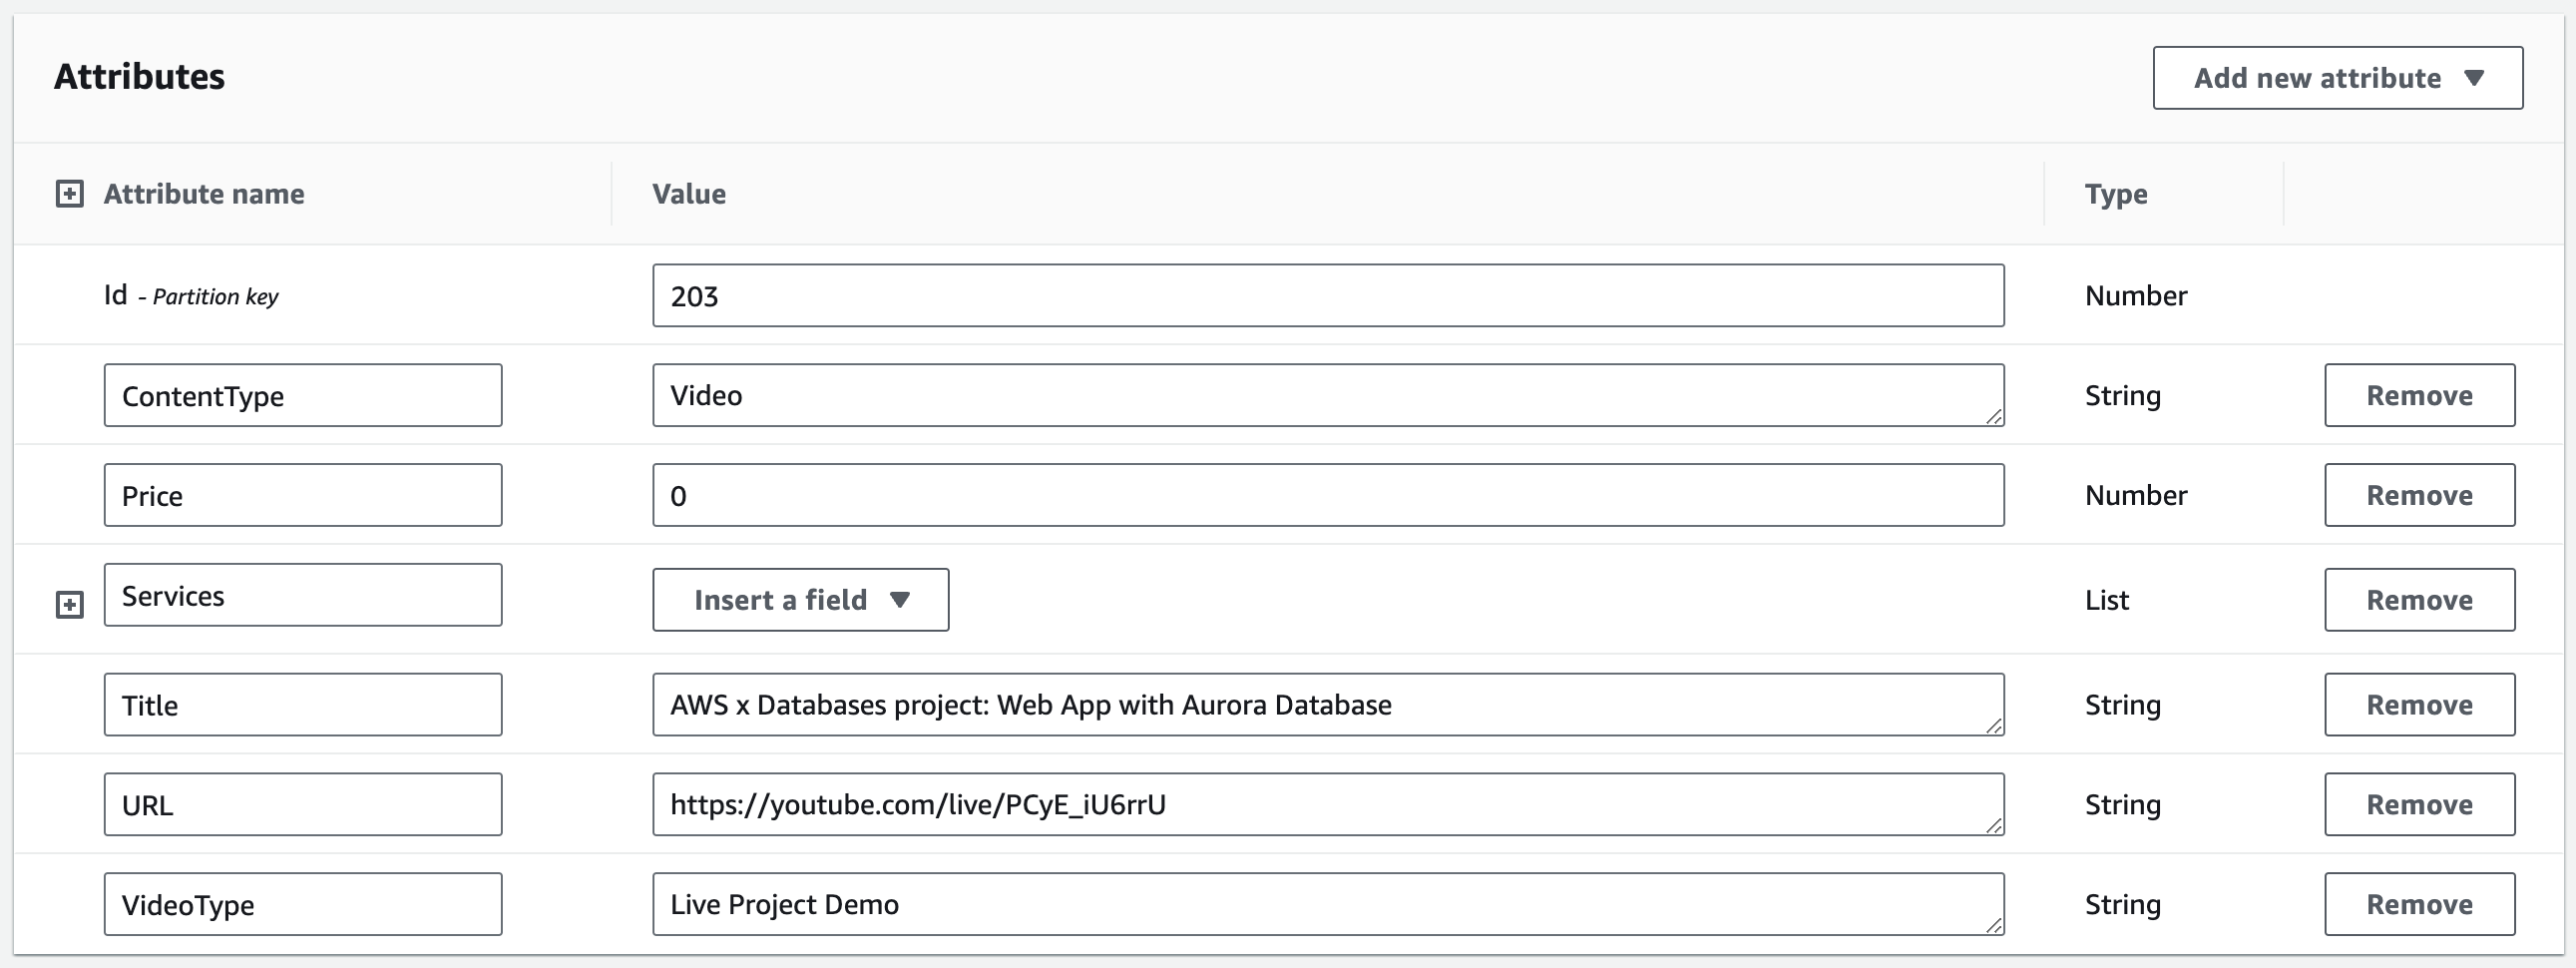 Attributes
Add new attribute
Attribute name Value Type
Id - Partition key 203 Number
ContentType Video String Remove
Price 0 Number Remove
Services Insert a field List Remove
Title AWS x Databases project: Web App with Aurora Database String Remove
URL https://youtube.com/live/PCyE_iU6rrU String Remove
VideoType Live Project Demo String Remove